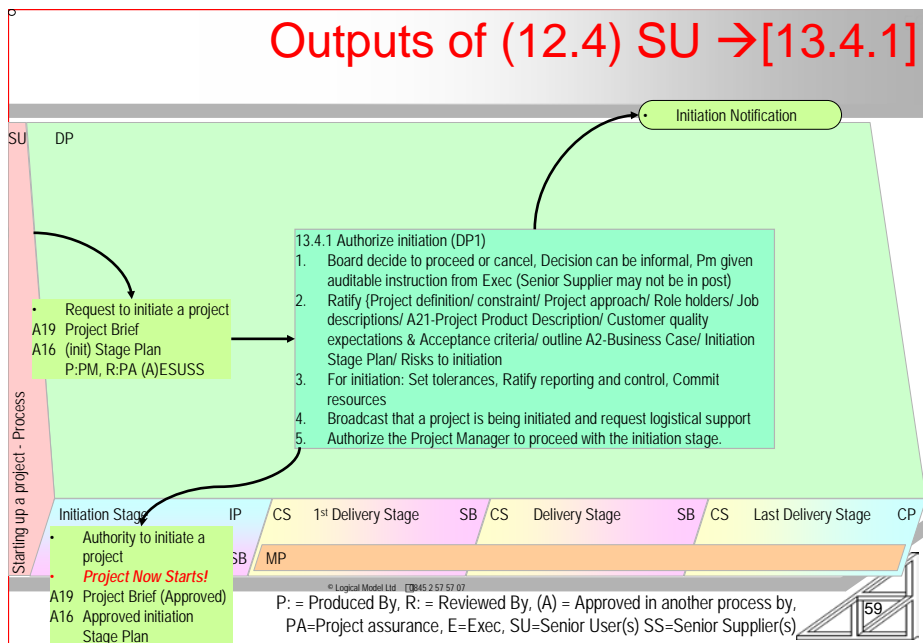 Outputs of (12.4) SU →[13.4.1]
• Initiation Notification
SU DP
Starting up a project - Process
13.4.1 Authorize initiation (DP1)
1. Board decide to proceed or cancel, Decision can be informal, Pm given
auditable instruction from Exec (Senior Supplier may not be in post)
2. Ratify {Project definition/ constraint/ Project approach/ Role holders/ Job
descriptions/ A21-Project Product Description/ Customer quality
expectations & Acceptance criteria/ outline A2-Business Case/ Initiation
Stage Plan/ Risks to initiation
3. For initiation: Set tolerances, Ratify reporting and control, Commit
resources
4. Broadcast that a project is being initiated and request logistical support
5. Authorize the Project Manager to proceed with the initiation stage.
• Request to initiate a project
A19 Project Brief
A16 (init) Stage Plan
P:PM, R:PA (A)ESUSS
Initiation Stage IP CS 1st Delivery Stage SB CS Delivery Stage SB CS Last Delivery Stage CP
SB MP
• Authority to initiate a
project
• Project Now Starts!
A19 Project Brief (Approved)
A16 Approved initiation
Stage Plan
© Logical Model Ltd 0845 2 57 57 07
P: = Produced By, R: = Reviewed By, (A) = Approved in another process by,
PA=Project assurance, E=Exec, SU=Senior User(s) SS=Senior Supplier(s)
59